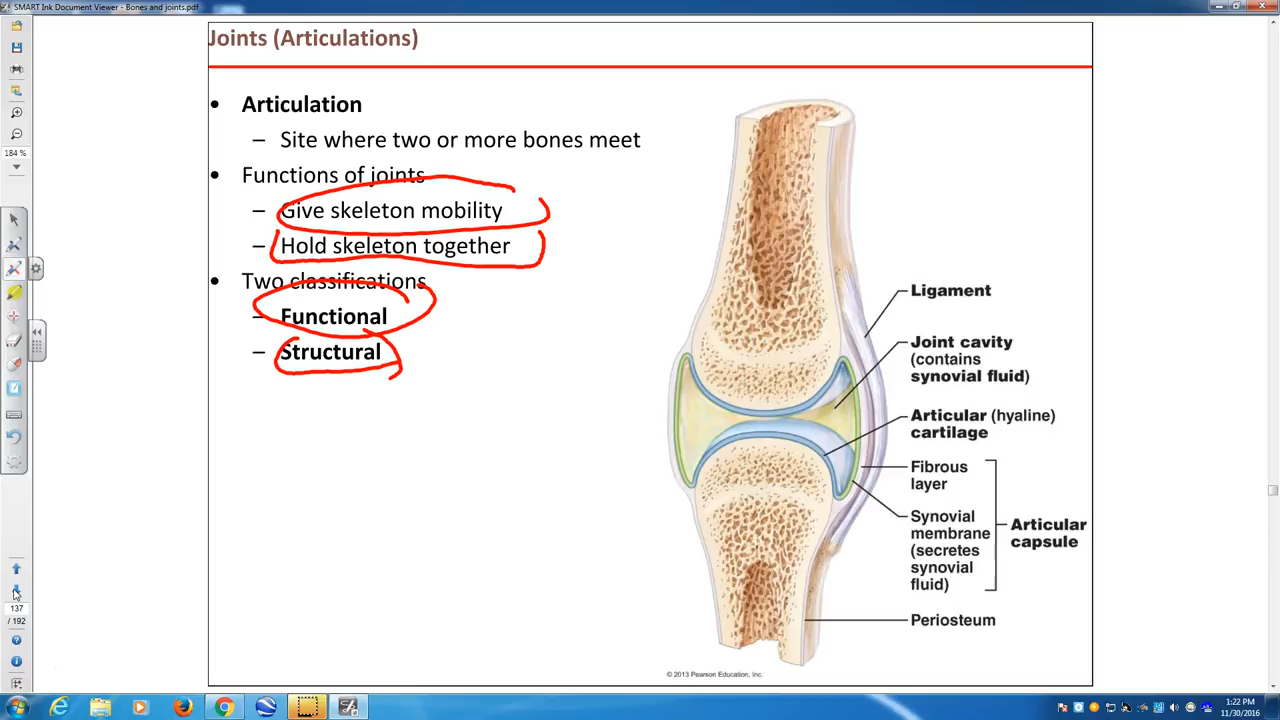 SMART Ink Document Viewer - Bones and joints.pdf
Joints (Articulations)
• Articulation
– Site where two or more bones meet
• Functions of joints
– Give skeleton mobility
– Hold skeleton together
• Two classifications
– Functional
– Structural
Ligament
Joint cavity
(contains
synovial fluid)
Articular (hyaline)
cartilage
Fibrous
layer
Synovial
membrane
(secretes
synovial
fluid)
Articular
capsule
Periosteum
© 2013 Pearson Education, Inc.
184 %
137
/ 192
1:22 PM
11/30/2016